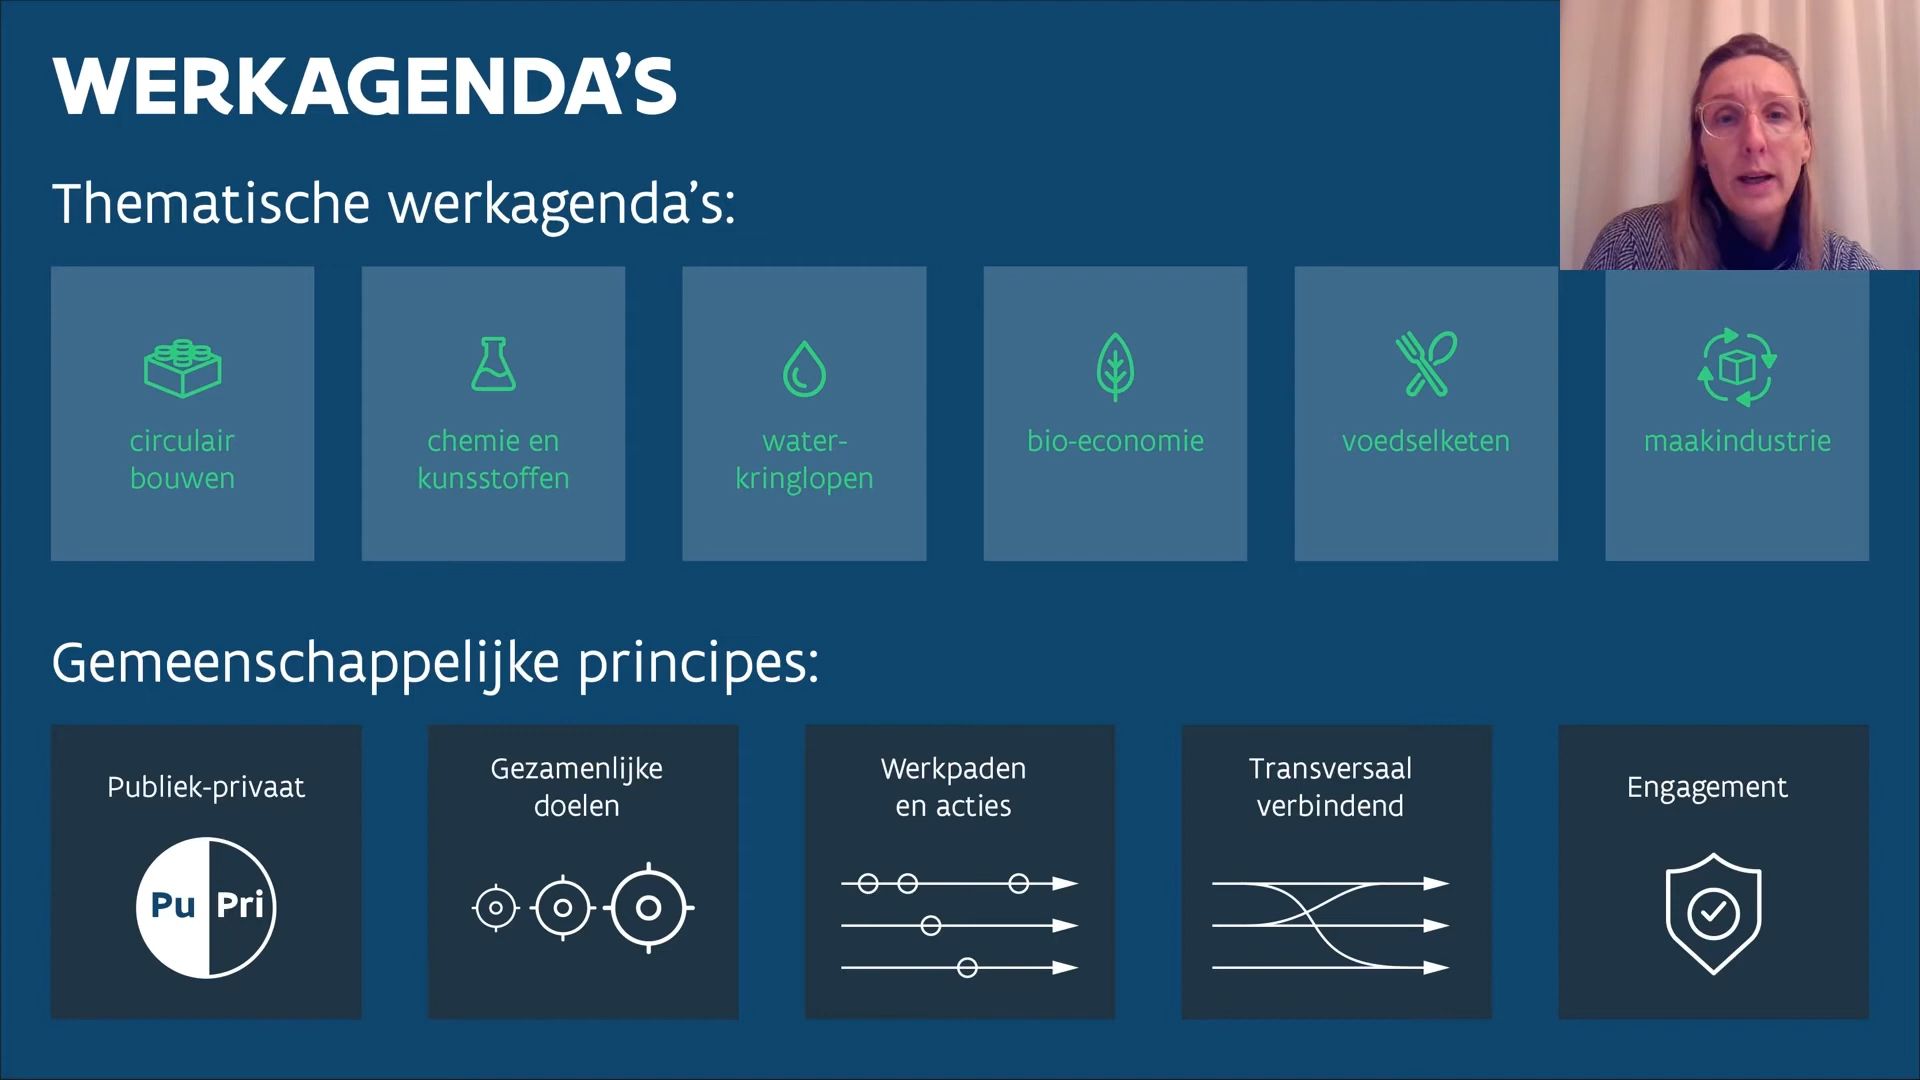 WERKAGENDA’S
Thematische werkagenda’s:
circulair
bouwen
chemie en
kunsstoffen
water-
kringlopen
bio-economie
voedselketen
maakindustrie
Gemeenschappelijke principes:
Publiek-privaat
Pu Pri
Gezamenlijke
doelen
Werkpaden
en acties
Transversaal
verbindend
Engagement